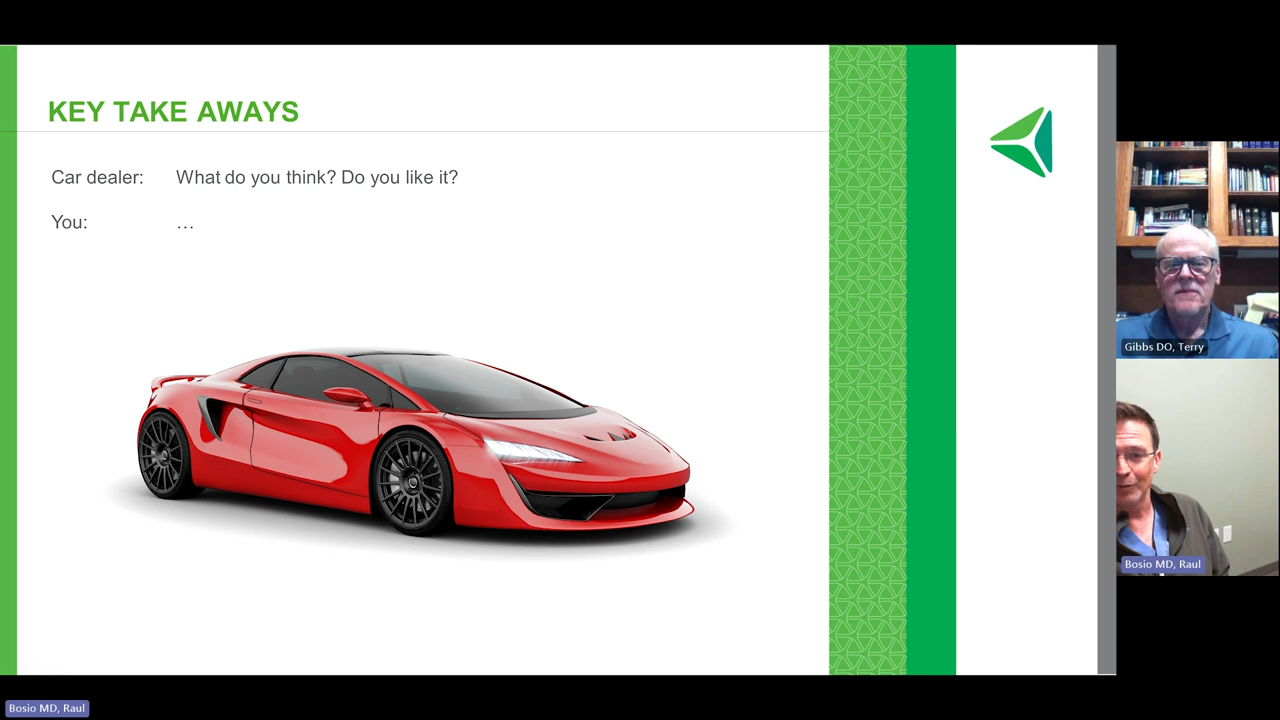 KEY TAKE AWAYS
Car dealer: What do you think? Do you like it?
You: …
Gibbs DO, Terry
Bosio MD, Raul
Bosio MD, Raul